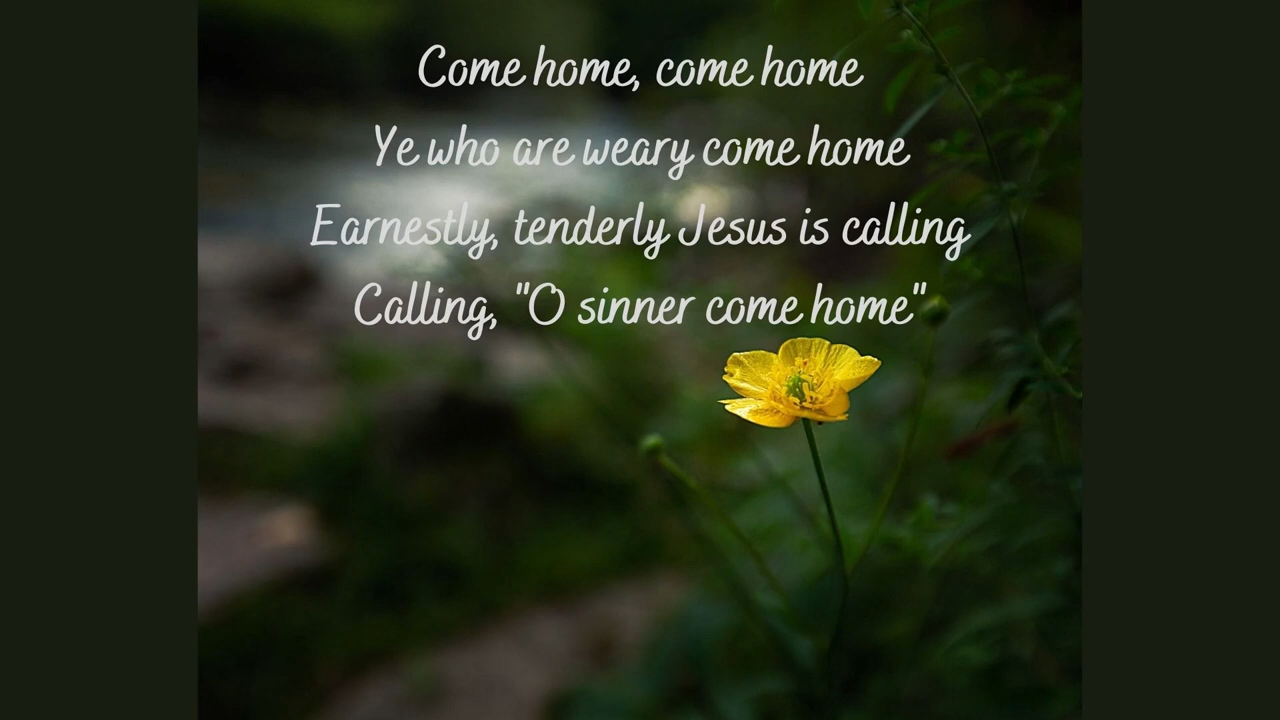 Come home, come home
Ye who are weary come home
Earnestly, tenderly Jesus is calling
Calling, "O sinner come home"